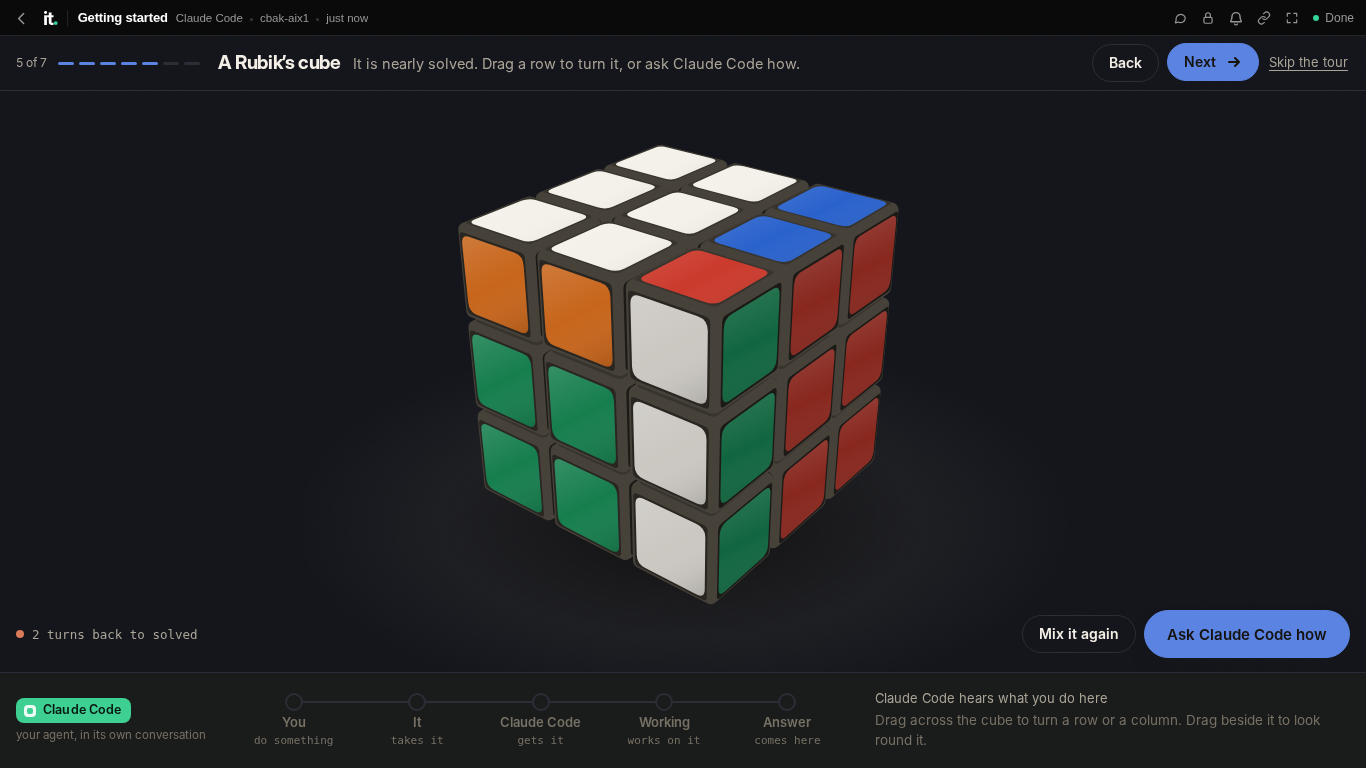 it.
Getting started Claude Code • cbak-aix1 • just now
Done
5 of 7
A Rubik's cube It is nearly solved. Drag a row to turn it, or ask Claude Code how.
Back
Next →
Skip the tour
2 turns back to solved
Mix it again
Ask Claude Code how
Claude Code
your agent, in its own conversation
You
do something
It
takes it
Claude Code
gets it
Working
works on it
Answer
comes here
Claude Code hears what you do here
Drag across the cube to turn a row or a column. Drag beside it to look
round it.